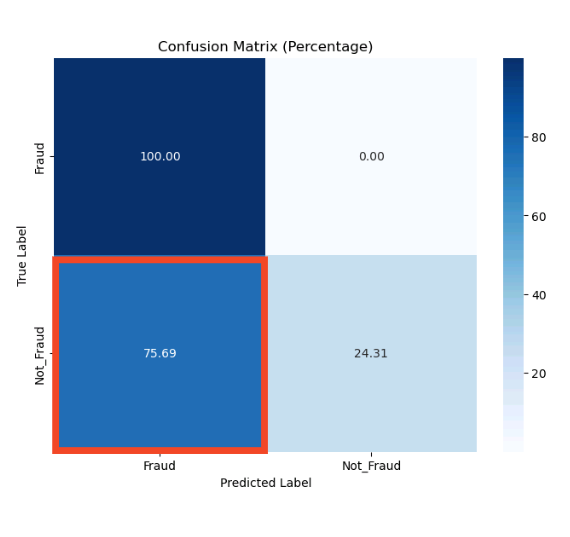 Confusion Matrix (Percentage)
Fraud
100.00
0.00
80
60
True Label
Not_Fraud
75.69
24.31
40
20
Fraud
Not_Fraud
Predicted Label